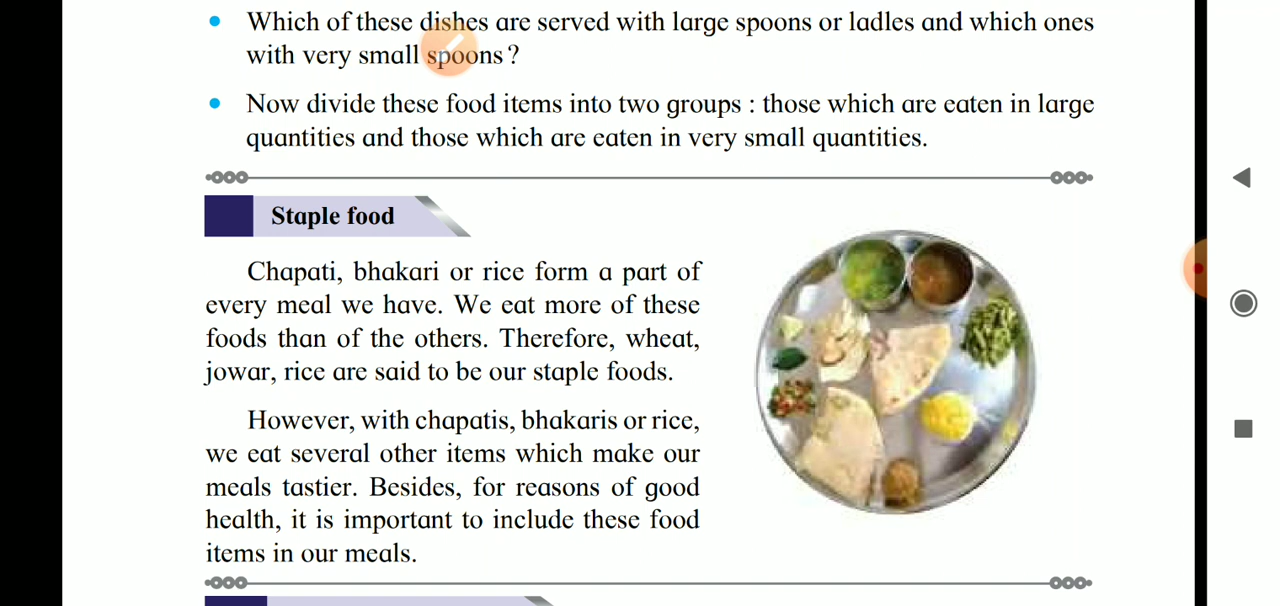 Which of these dishes are served with large spoons or ladles and which ones
with very small spoons ?
Now divide these food items into two groups : those which are eaten in large
quantities and those which are eaten in very small quantities.
Staple food
Chapati, bhakari or rice form a part of
every meal we have. We eat more of these
foods than of the others. Therefore, wheat,
jowar, rice are said to be our staple foods.
However, with chapatis, bhakaris or rice,
we eat several other items which make our
meals tastier. Besides, for reasons of good
health, it is important to include these food
items in our meals.